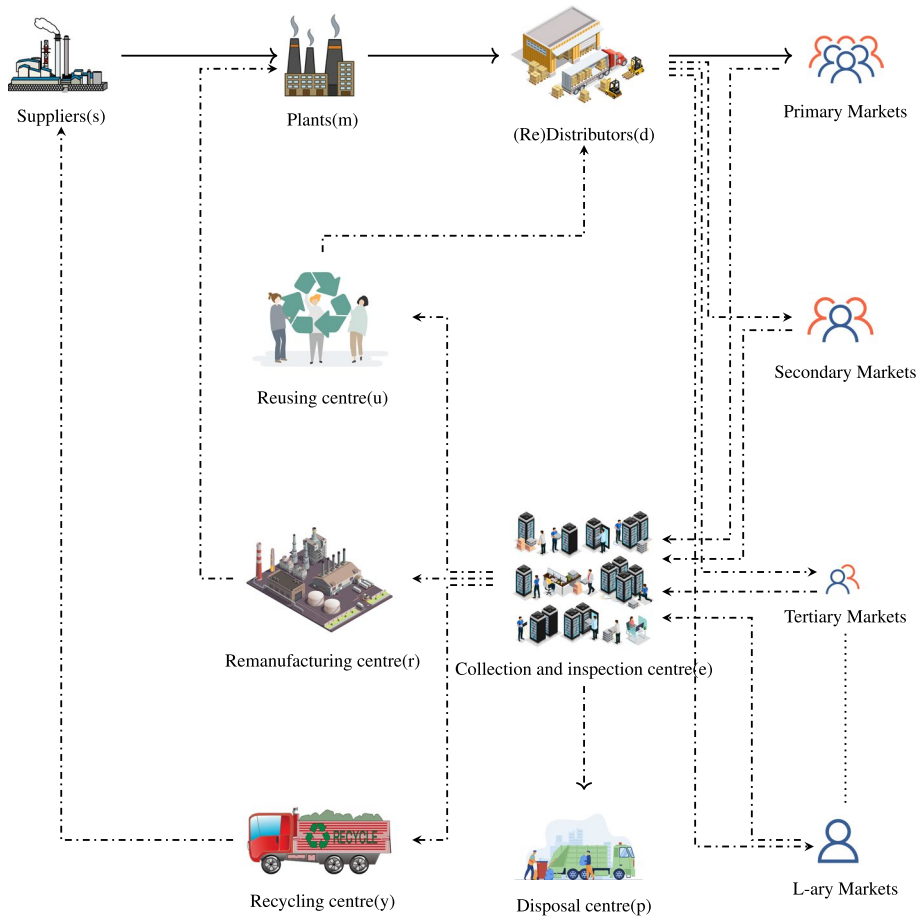 Suppliers(s)
Plants(m)
(Re)Distributors(d)
Primary Markets
Reusing centre(u)
Secondary Markets
Remanufacturing centre(r)
Collection and inspection centre(e)
Tertiary Markets
RECYCLE
Recycling centre(y)
Disposal centre(p)
L-ary Markets